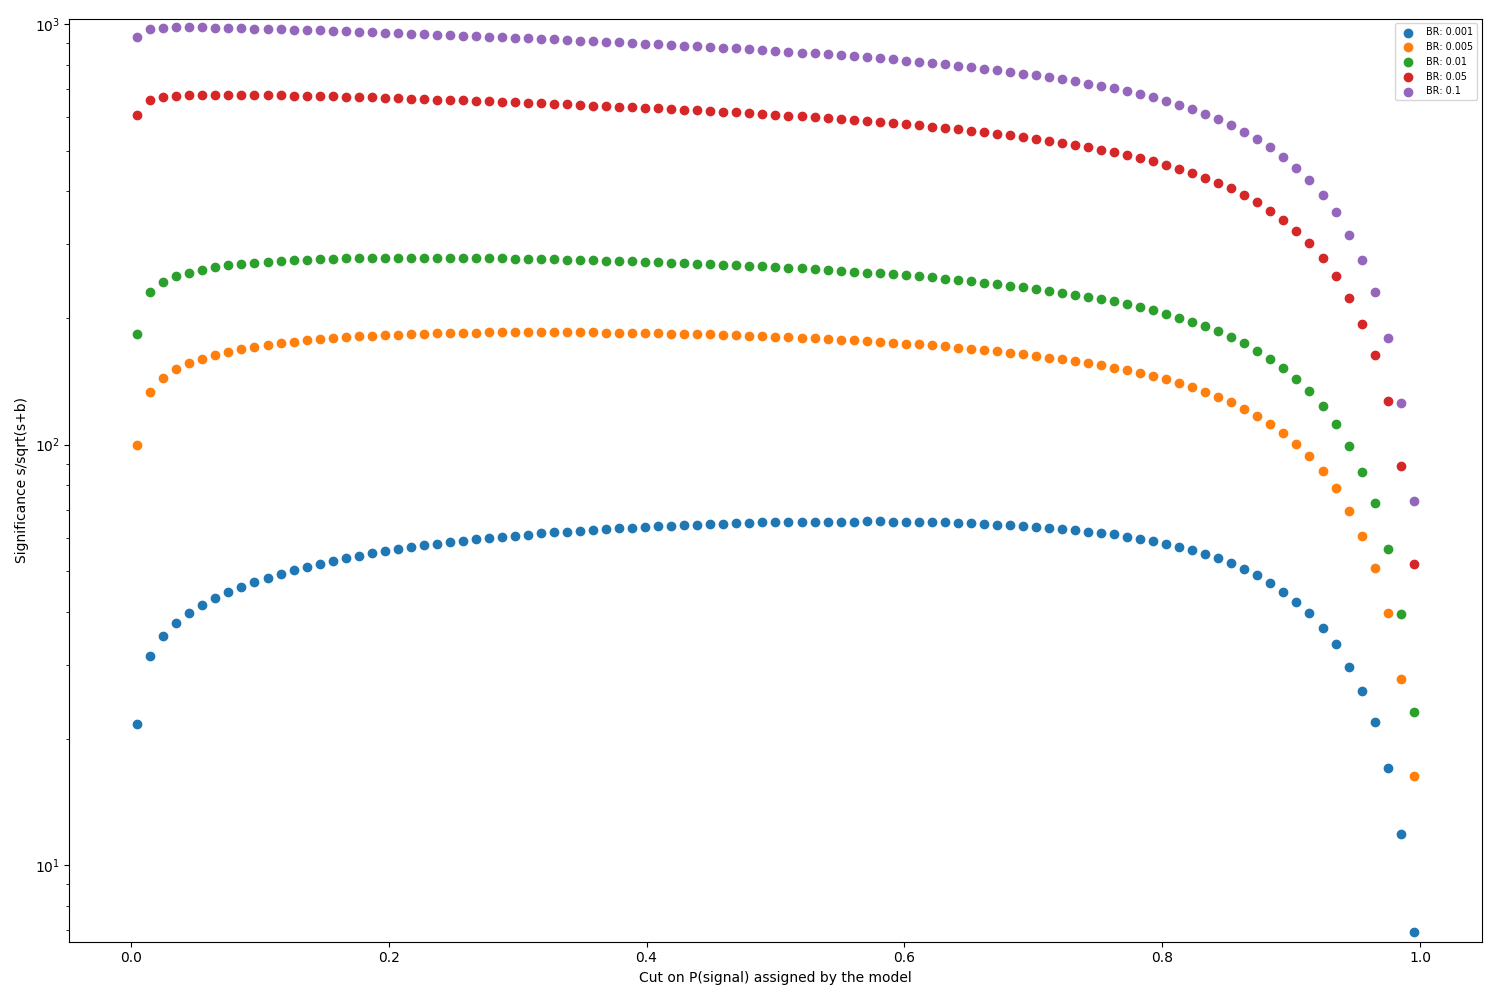 10³
10²
10¹
Significance s/sqrt(s+b)
BR: 0.001
BR: 0.005
BR: 0.01
BR: 0.05
BR: 0.1
0.0 0.2 0.4 0.6 0.8 1.0
Cut on P(signal) assigned by the model